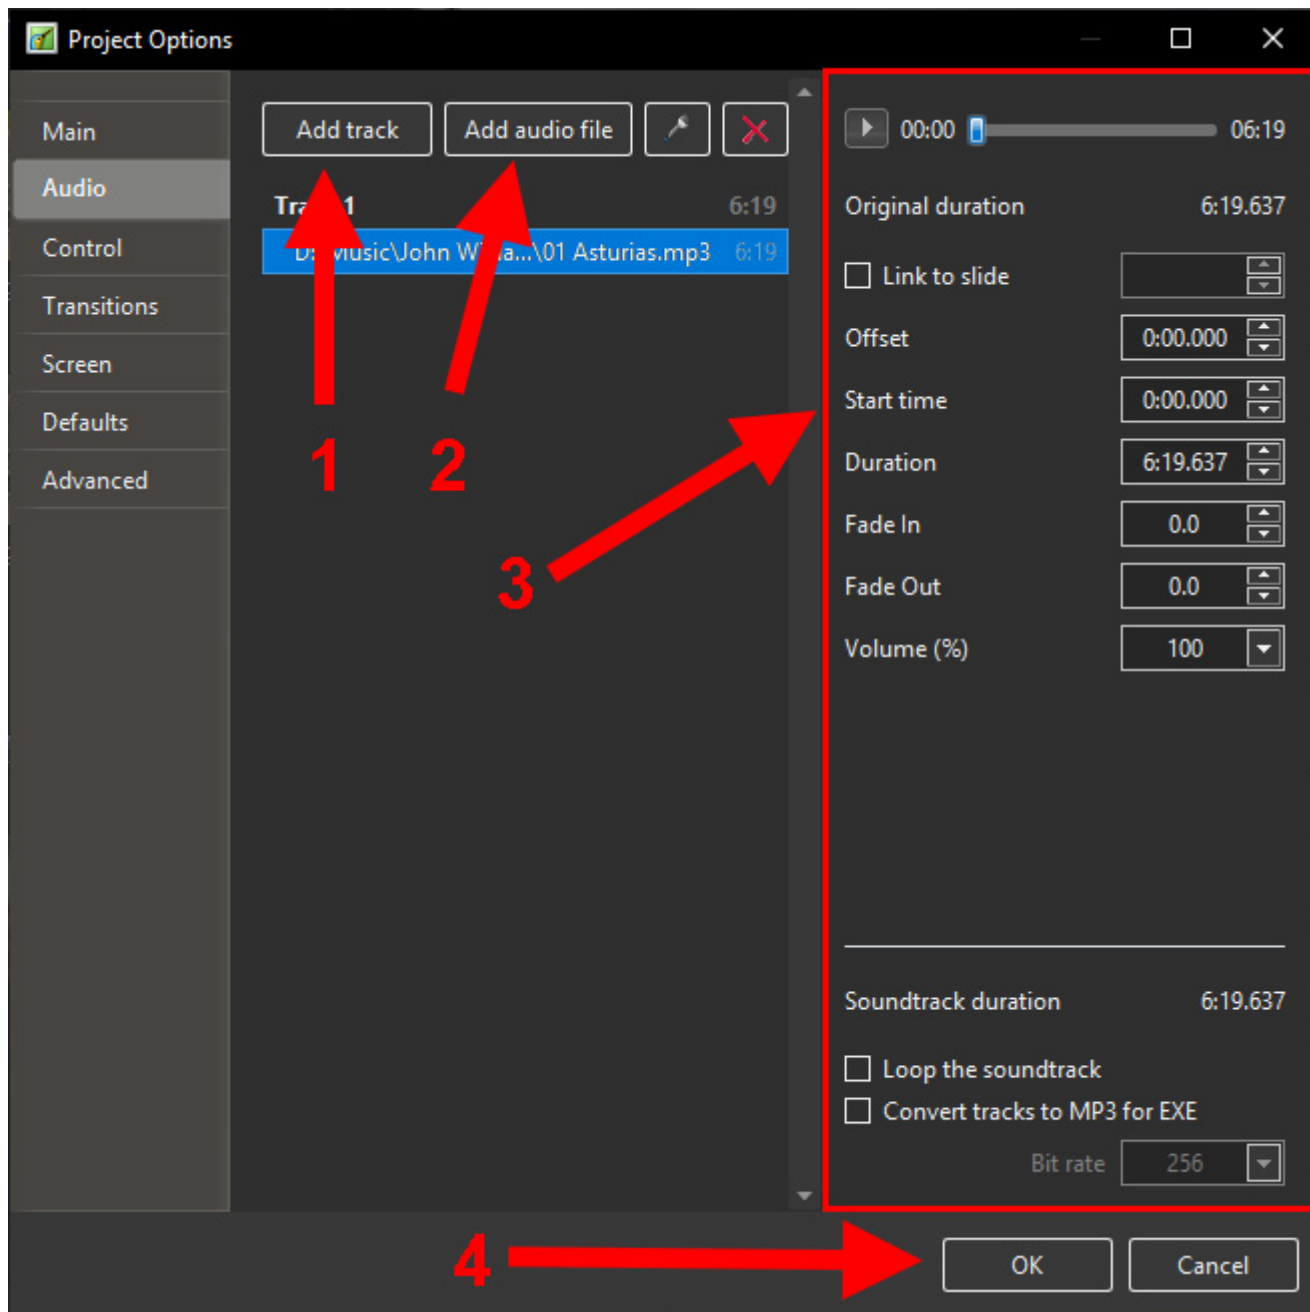 Project Options
Main
Audio
Control
Transitions
Screen
Defaults
Advanced
Add track
Add audio file
1
6:19
01 Asturias.mp3 6:19
1
2
3
4
00:00 06:19
Original duration 6:19.637
Link to slide
Offset 0:00.000
Start time 0:00.000
Duration 6:19.637
Fade In 0.0
Fade Out 0.0
Volume (%) 100
Soundtrack duration 6:19.637
Loop the soundtrack
Convert tracks to MP3 for EXE
Bit rate 256
OK
Cancel